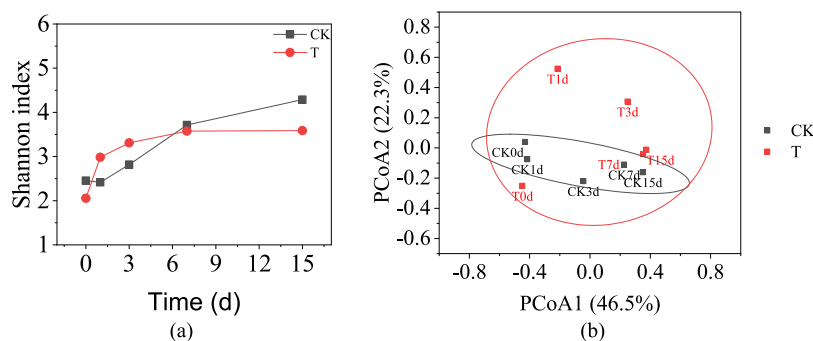 6
5
4
3
2
1
Shannon index
CK
T
0 3 6 9 12 15
Time (d)
(a)
0.8
0.6
0.4
0.2
0.0
-0.2
-0.4
-0.6
PCoA2 (22.3%)
T1d
T3d
CK0d
CK1d
T7d
T15d
CK7d
CK15d
CK3d
T0d
-0.8 -0.4 0.0 0.4 0.8
PCoA1 (46.5%)
(b)
CK
T